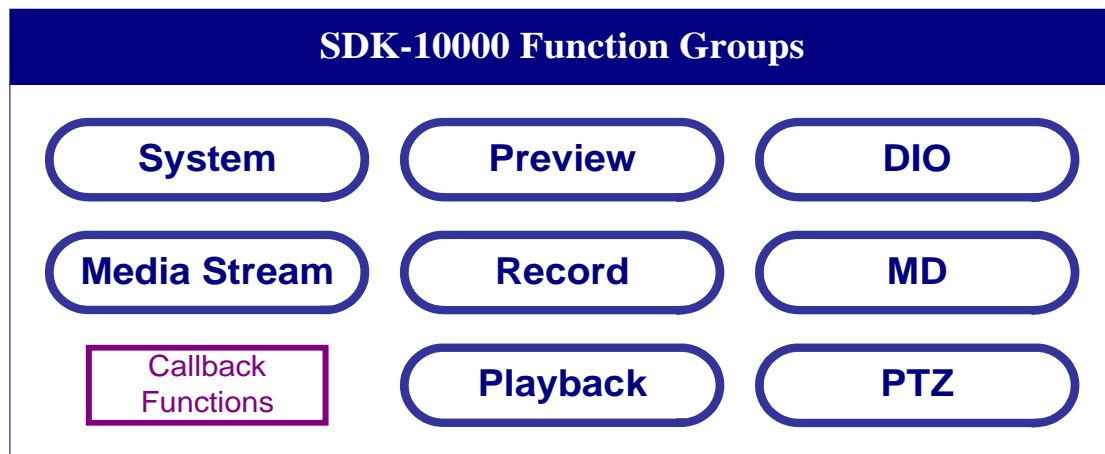 SDK-10000 Function Groups
System
Preview
DIO
Media Stream
Record
MD
Callback
Functions
Playback
PTZ